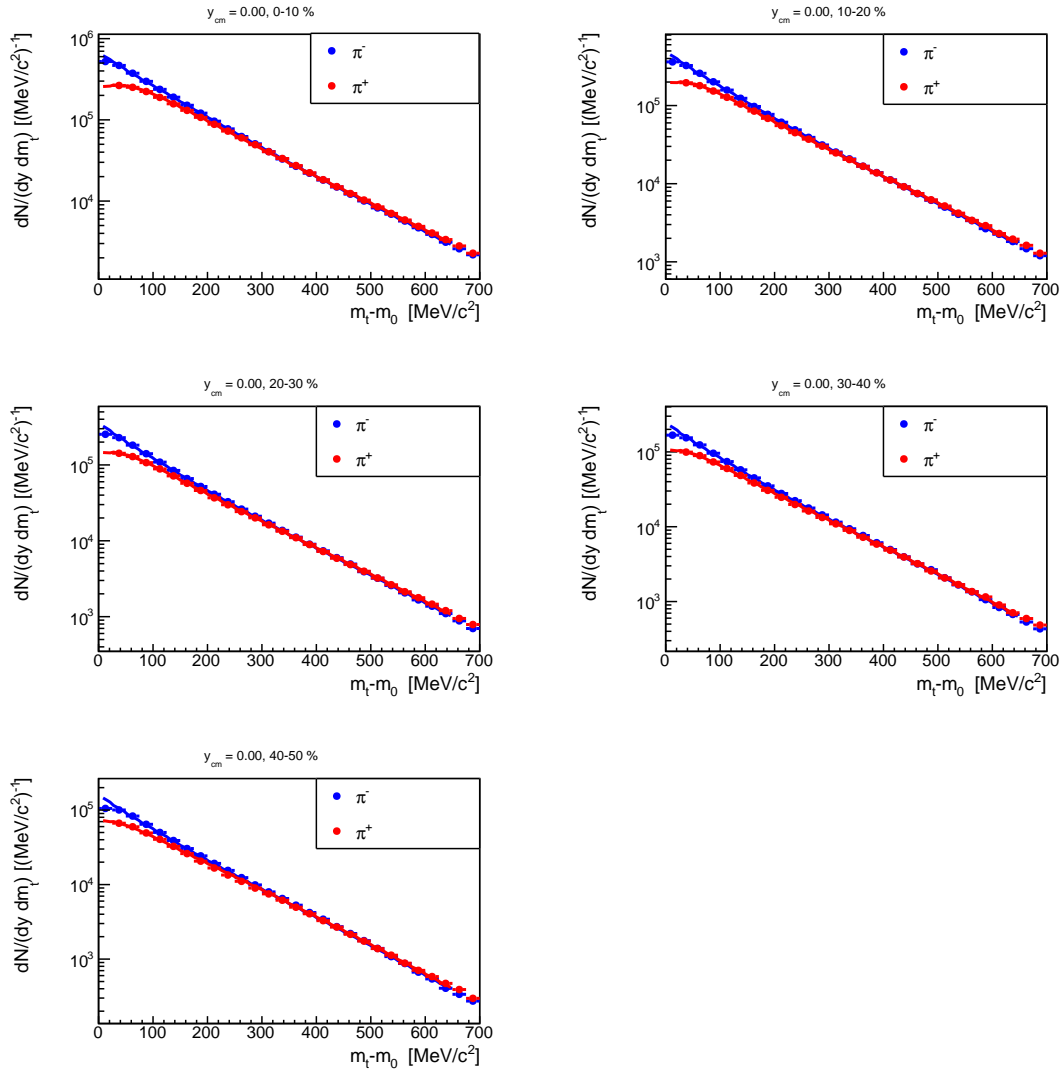 y_cm = 0.00, 0-10 %
dN/(dy dm_t) [(MeV/c^2)^-1]
10^6
10^5
10^4
π^-
π^+
0 100 200 300 400 500 600 700
m_t-m_0 [MeV/c^2]
y_cm = 0.00, 10-20 %
dN/(dy dm_t) [(MeV/c^2)^-1]
10^5
10^4
10^3
π^-
π^+
0 100 200 300 400 500 600 700
m_t-m_0 [MeV/c^2]
y_cm = 0.00, 20-30 %
dN/(dy dm_t) [(MeV/c^2)^-1]
10^5
10^4
10^3
π^-
π^+
0 100 200 300 400 500 600 700
m_t-m_0 [MeV/c^2]
y_cm = 0.00, 30-40 %
dN/(dy dm_t) [(MeV/c^2)^-1]
10^5
10^4
10^3
π^-
π^+
0 100 200 300 400 500 600 700
m_t-m_0 [MeV/c^2]
y_cm = 0.00, 40-50 %
dN/(dy dm_t) [(MeV/c^2)^-1]
10^5
10^4
10^3
π^-
π^+
0 100 200 300 400 500 600 700
m_t-m_0 [MeV/c^2]